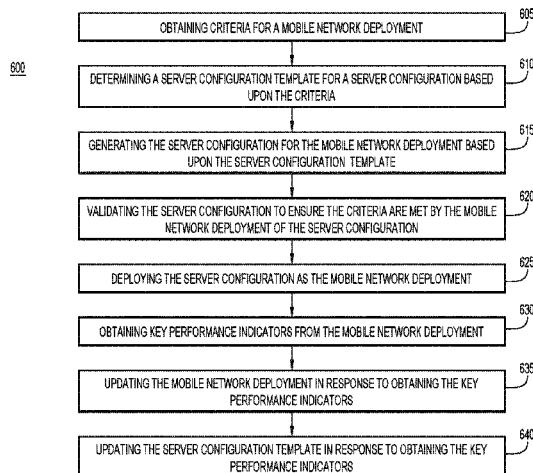 600
605
OBTAINING CRITERIA FOR A MOBILE NETWORK DEPLOYMENT
610
DETERMINING A SERVER CONFIGURATION TEMPLATE FOR A SERVER CONFIGURATION BASED
UPON THE CRITERIA
615
GENERATING THE SERVER CONFIGURATION FOR THE MOBILE NETWORK DEPLOYMENT BASED
UPON THE SERVER CONFIGURATION TEMPLATE
620
VALIDATING THE SERVER CONFIGURATION TO ENSURE THE CRITERIA ARE MET BY THE MOBILE
NETWORK DEPLOYMENT OF THE SERVER CONFIGURATION
625
DEPLOYING THE SERVER CONFIGURATION AS THE MOBILE NETWORK DEPLOYMENT
630
OBTAINING KEY PERFORMANCE INDICATORS FROM THE MOBILE NETWORK DEPLOYMENT
635
UPDATING THE MOBILE NETWORK DEPLOYMENT IN RESPONSE TO OBTAINING THE KEY
PERFORMANCE INDICATORS
640
UPDATING THE SERVER CONFIGURATION TEMPLATE IN RESPONSE TO OBTAINING THE KEY
PERFORMANCE INDICATORS